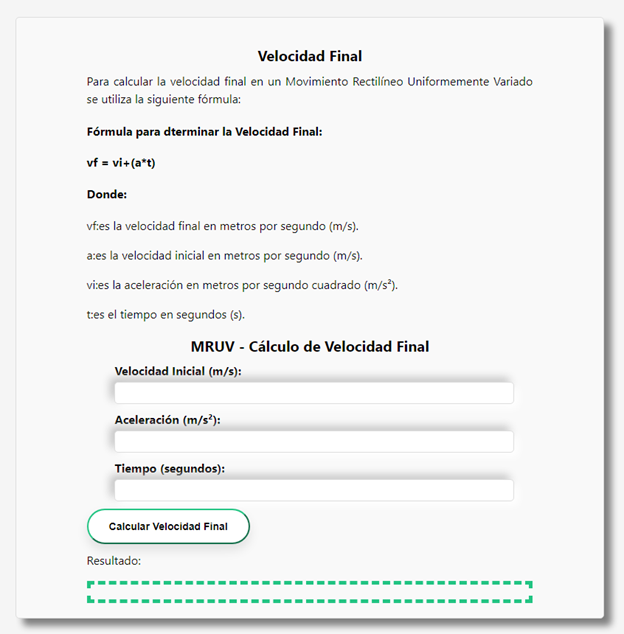 Velocidad Final
Para calcular la velocidad final en un Movimiento Rectilíneo Uniformemente Variado
se utiliza la siguiente fórmula:
Fórmula para dterminar la Velocidad Final:
vf = vi+(a*t)
Donde:
vf:es la velocidad final en metros por segundo (m/s).
a:es la velocidad inicial en metros por segundo (m/s).
vi:es la aceleración en metros por segundo cuadrado (m/s²).
t:es el tiempo en segundos (s).
MRUV - Cálculo de Velocidad Final
Velocidad Inicial (m/s):
Aceleración (m/s²):
Tiempo (segundos):
Calcular Velocidad Final
Resultado: